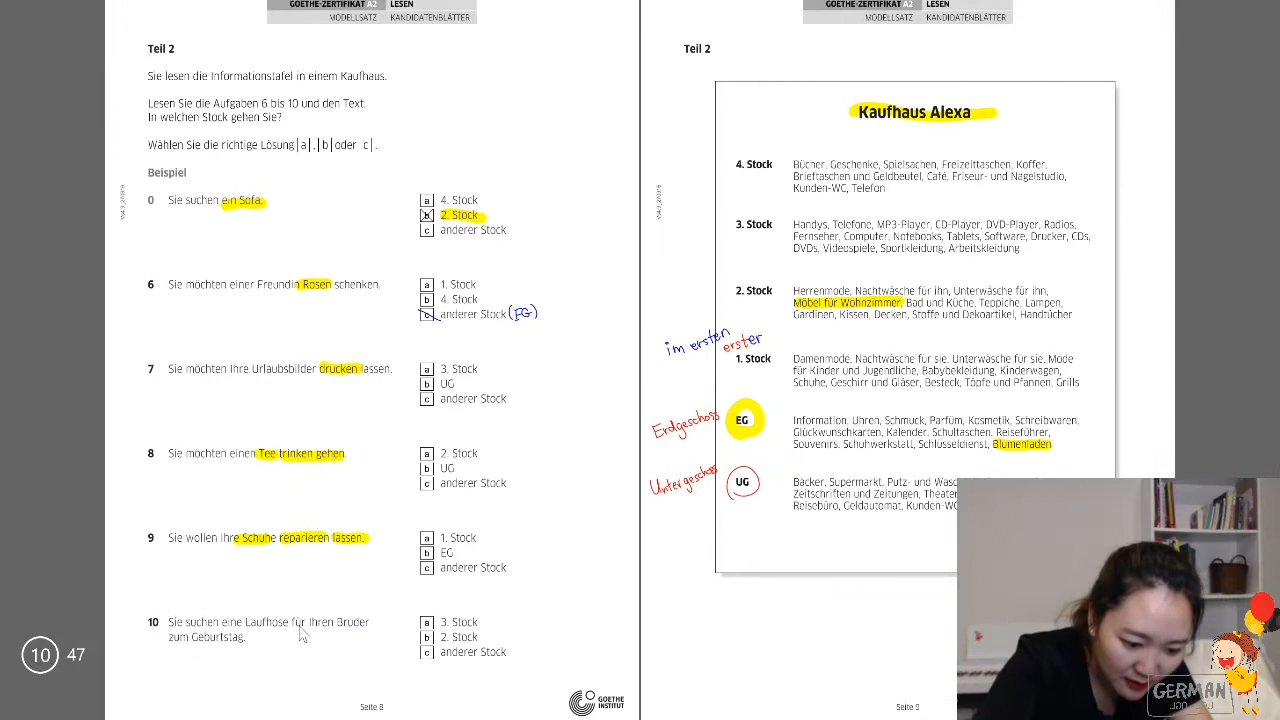 GOETHE-ZERTIFIKAT A2 LESEN
MODELLSATZ KANDIDATENBLÄTTER
Teil 2
Sie lesen die Informationstafel in einem Kaufhaus.
Lesen Sie die Aufgaben 6 bis 10 und den Text.
In welchen Stock gehen Sie?
Wählen Sie die richtige Lösung a , b oder c .
Beispiel
0 Sie suchen ein Sofa.
a 4. Stock
b 2. Stock
c anderer Stock
6 Sie möchten einer Freundin Rosen schenken.
a 1. Stock
b 4. Stock
c anderer Stock (EG)
7 Sie möchten Ihre Urlaubsbilder drucken lassen.
a 3. Stock
b UG
c anderer Stock
8 Sie möchten einen Tee trinken gehen.
a 2. Stock
b UG
c anderer Stock
9 Sie wollen Ihre Schuhe reparieren lassen.
a 1. Stock
b EG
c anderer Stock
10 Sie suchen eine Laufhose für Ihren Bruder
zum Geburtstag.
a 3. Stock
b 2. Stock
c anderer Stock
10 47
Seite 8
GOETHE
INSTITUT
GOETHE-ZERTIFIKAT A2 LESEN
MODELLSATZ KANDIDATENBLÄTTER
Teil 2
Kaufhaus Alexa
4. Stock Bücher, Geschenke, Spielsachen, Freizeittaschen, Koffer,
Brieftaschen und Geldbeutel, Café, Friseur- und Nagelstudio,
Kunden-WC, Telefon
3. Stock Handys, Telefone, MP3-Player, CD-Player, DVD-Player, Radios,
Fernseher, Computer, Notebooks, Tablets, Software, Drucker, CDs,
DVDs, Videospiele, Sportkleidung, Arbeitskleidung
2. Stock Herrenmode, Nachtwäsche für ihn, Unterwäsche für ihn,
Möbel für Wohnzimmer, Bad und Küche, Teppiche, Lampen,
Gardinen, Kissen, Decken, Stoffe und Dekoartikel, Handtücher
im ersten erster
1. Stock Damenmode, Nachtwäsche für sie, Unterwäsche für sie, Mode
für Kinder und Jugendliche, Babybekleidung, Kinderwagen,
Schuhe, Geschirr und Gläser, Besteck, Töpfe und Pfannen, Grills
Erdgeschoss
EG Information, Uhren, Schmuck, Parfüm, Kosmetik, Schreibwaren,
Glückwunschkarten, Kalender, Schultaschen, Reiseführer,
Souvenirs, Schuhwerkstatt, Schlüsseldienst, Blumenladen
Untergeschoss
UG Bäcker, Supermarkt, Putz- und
Zeitschriften und Zeitungen,
Reisebüro, Geldautomat,
Seite 9
GERMAN